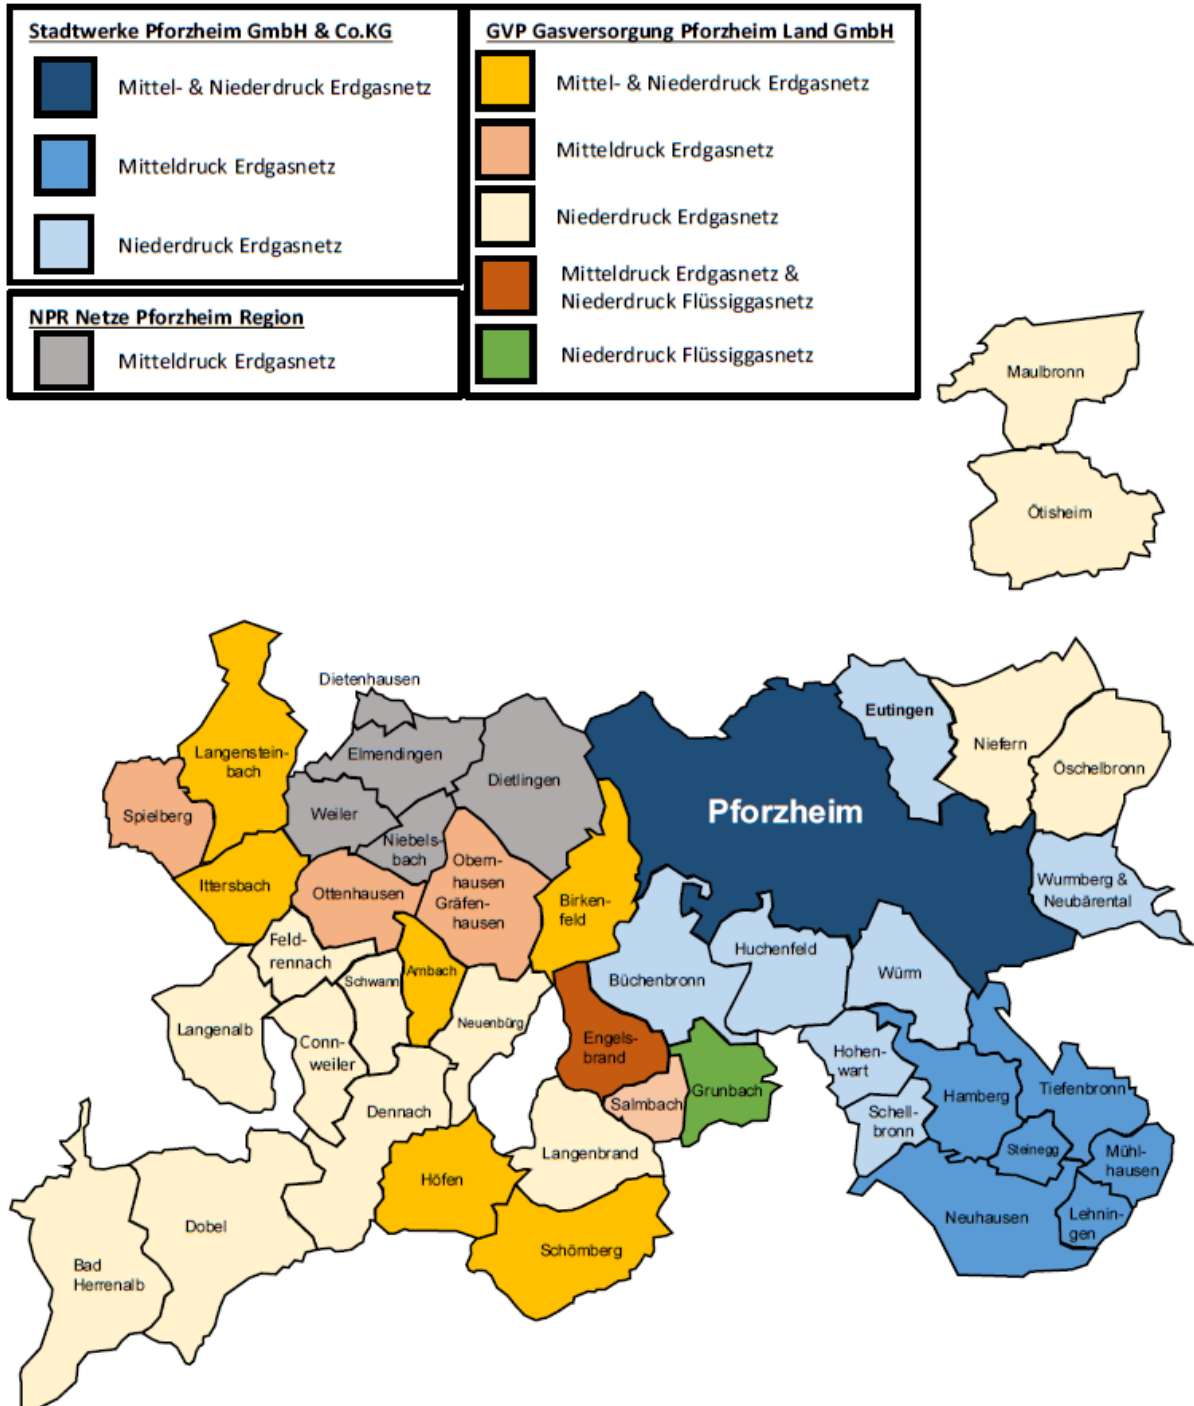 Stadtwerke Pforzheim GmbH & Co.KG
Mittel- & Niederdruck Erdgasnetz
Mitteldruck Erdgasnetz
Niederdruck Erdgasnetz
NPR Netze Pforzheim Region
Mitteldruck Erdgasnetz
GVP Gasversorgung Pforzheim Land GmbH
Mittel- & Niederdruck Erdgasnetz
Mitteldruck Erdgasnetz
Niederdruck Erdgasnetz
Mitteldruck Erdgasnetz &
Niederdruck Flüssiggasnetz
Niederdruck Flüssiggasnetz
Maulbronn
Ötisheim
Dietenhausen
Eutingen
Langenstein-
bach
Elmendingen
Dietlingen
Niefern
Öschelbronn
Spielberg
Weiler
Pforzheim
Niebels-
bach
Obern-
hausen
Gräfen-
hausen
Ittersbach
Ottenhausen
Birken-
feld
Wurmberg &
Neubärental
Feld-
rennach
Schwann
Arnbach
Büchenbronn
Huchenfeld
Würm
Langenalb
Conn-
weiler
Neuenbürg
Engels-
brand
Hohen-
wart
Dennach
Salmbach
Grunbach
Hamberg
Tiefenbronn
Schell-
bronn
Steinegg
Mühl-
hausen
Langenbrand
Höfen
Dobel
Schömberg
Neuhausen
Lehnin-
gen
Bad
Herrenalb